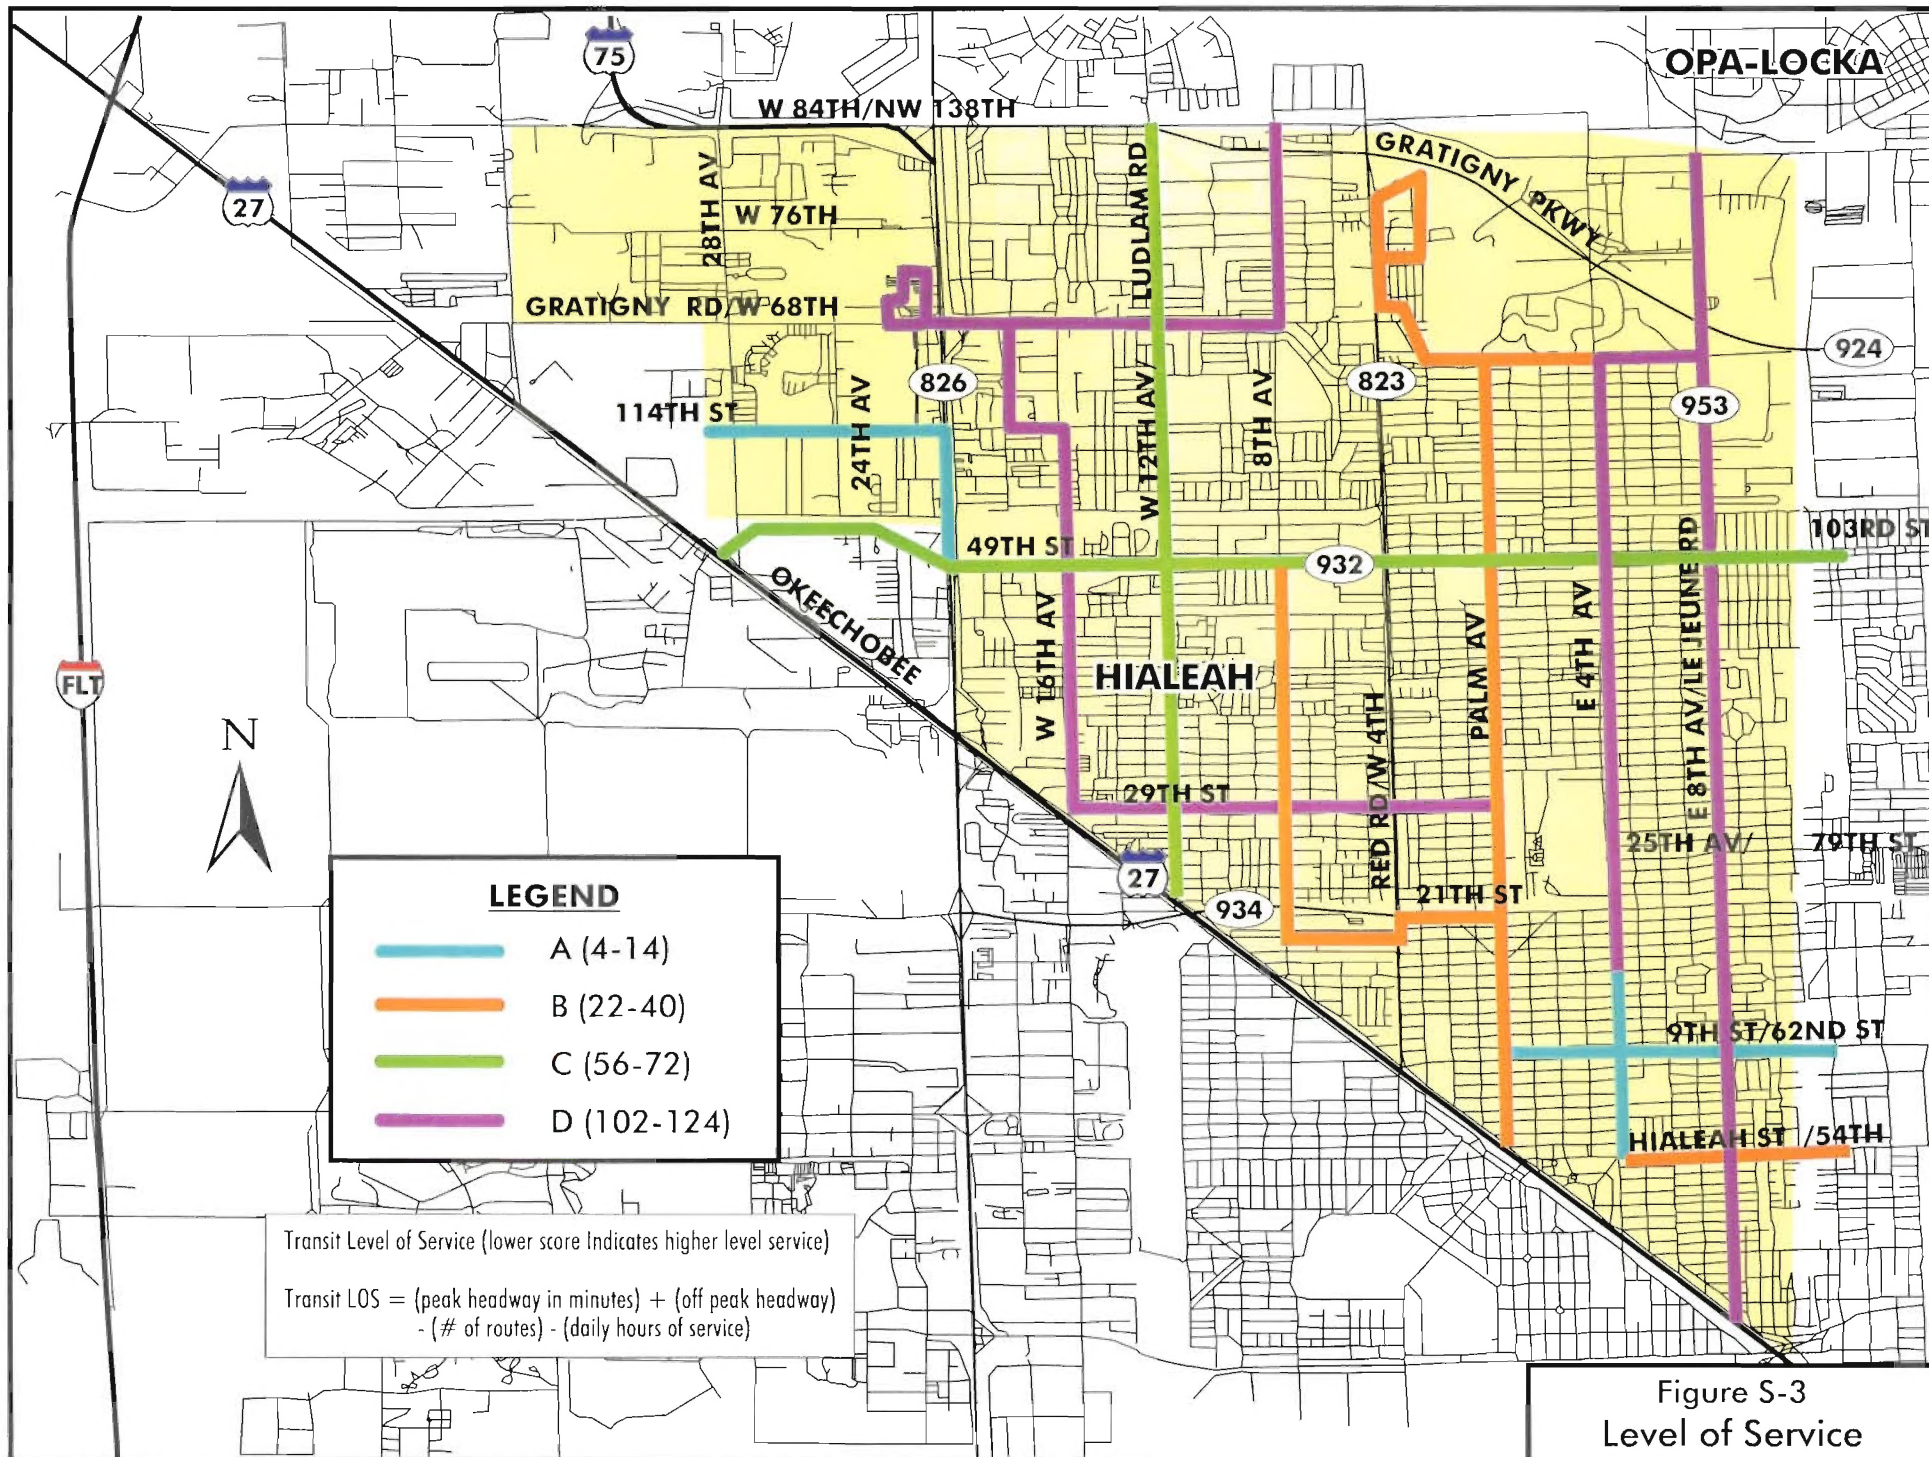 OPA-LOCKA
75
W 84TH/NW 138TH
GRATIGNY PKWY
27
28TH AV
W 76TH
LUDLAM RD
GRATIGNY RD/W 68TH
924
826
823
953
114TH ST
24TH AV
W 12TH AV/
8TH AV
103RD ST
49TH ST
932
OKEECHOBEE
W 16TH AV
HIALEAH
RED RD/W 4TH
PALM AV
E 4TH AV
E 8TH AV/LE JEUNE RD
FLT
N
29TH ST
25TH AV/
79TH ST
27
934
21TH ST
9TH ST/62ND ST
HIALEAH ST /54TH
LEGEND
A (4-14)
B (22-40)
C (56-72)
D (102-124)
Transit Level of Service (lower score Indicates higher level service)
Transit LOS = (peak headway in minutes) + (off peak headway)
- (# of routes) - (daily hours of service)
Figure S-3
Level of Service